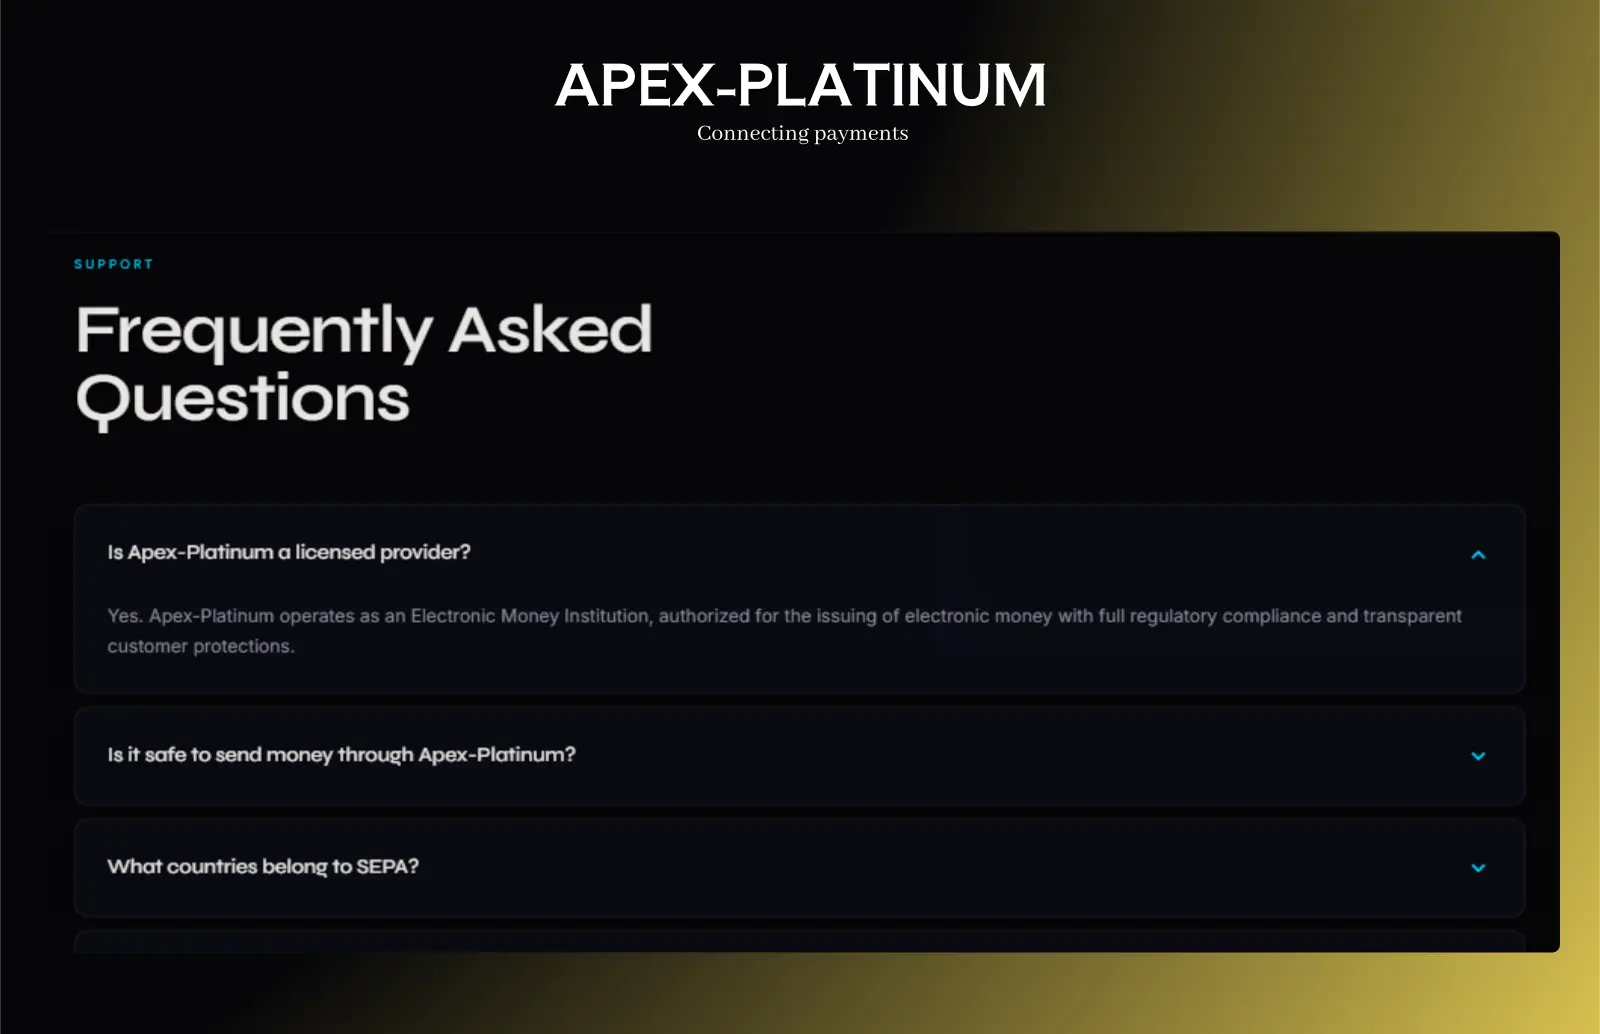 APEX-PLATINUM
Connecting payments
SUPPORT
Frequently Asked
Questions
Is Apex-Platinum a licensed provider?
Yes. Apex-Platinum operates as an Electronic Money Institution, authorized for the issuing of electronic money with full regulatory compliance and transparent
customer protections.
Is it safe to send money through Apex-Platinum?
What countries belong to SEPA?